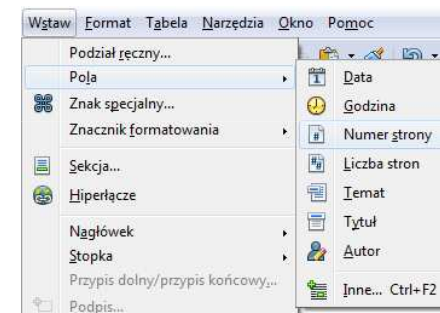 Wstaw Format Tabela Narzędzia Okno Pomoc
Podział ręczny...
Pola
Znak specjalny...
Znacznik formatowania
Sekcja...
Hiperłącze
Nagłówek
Stopka
Przypis dolny/przypis końcowy...
Podpis...
Data
Godzina
Numer strony
Liczba stron
Temat
Tytuł
Autor
Inne... Ctrl+F2